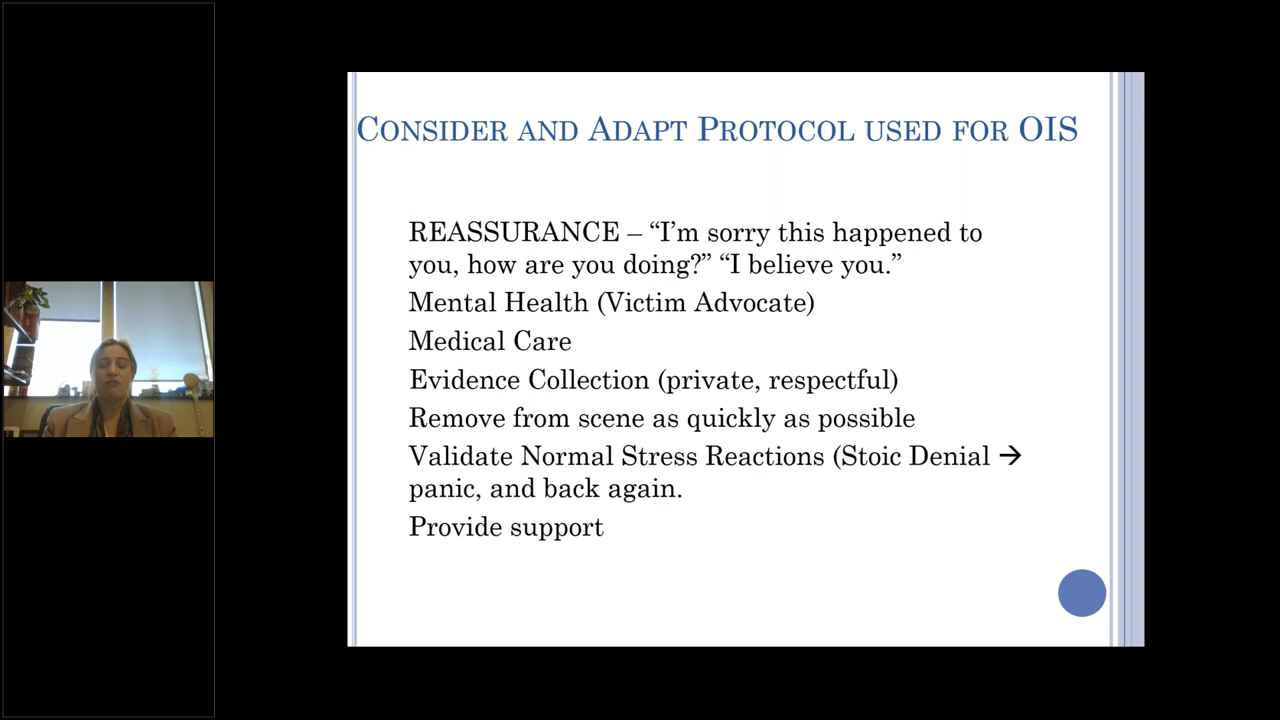 CONSIDER AND ADAPT PROTOCOL USED FOR OIS
REASSURANCE – “I’m sorry this happened to
you, how are you doing?” “I believe you.”
Mental Health (Victim Advocate)
Medical Care
Evidence Collection (private, respectful)
Remove from scene as quickly as possible
Validate Normal Stress Reactions (Stoic Denial →
panic, and back again.
Provide support